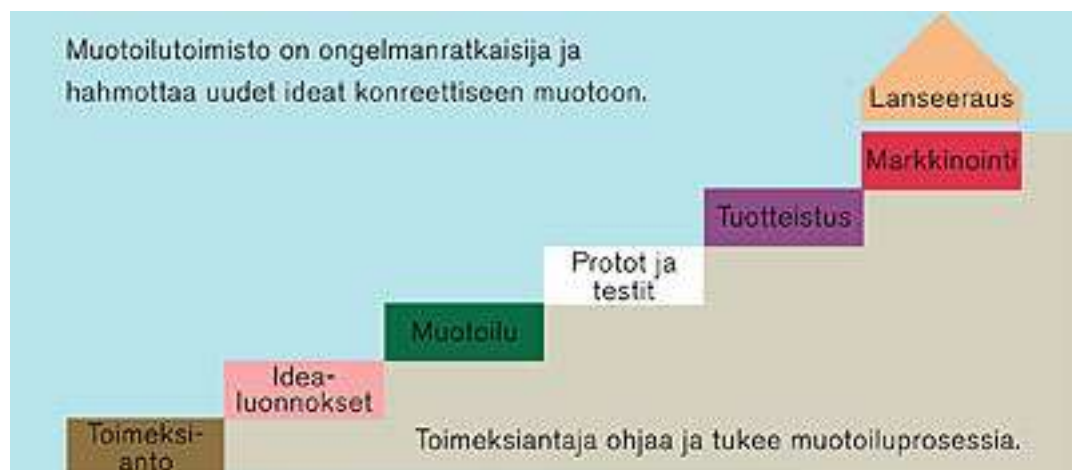 Muotoilutoimisto on ongelmanratkaisija ja
hahmottaa uudet ideat konreettiseen muotoon.
Lanseeraus
Markkinointi
Tuotteistus
Protot ja
testit
Muotoilu
Idea-
luonnokset
Toimeksi-
anto
Toimeksiantaja ohjaa ja tukee muotoiluprosessia.